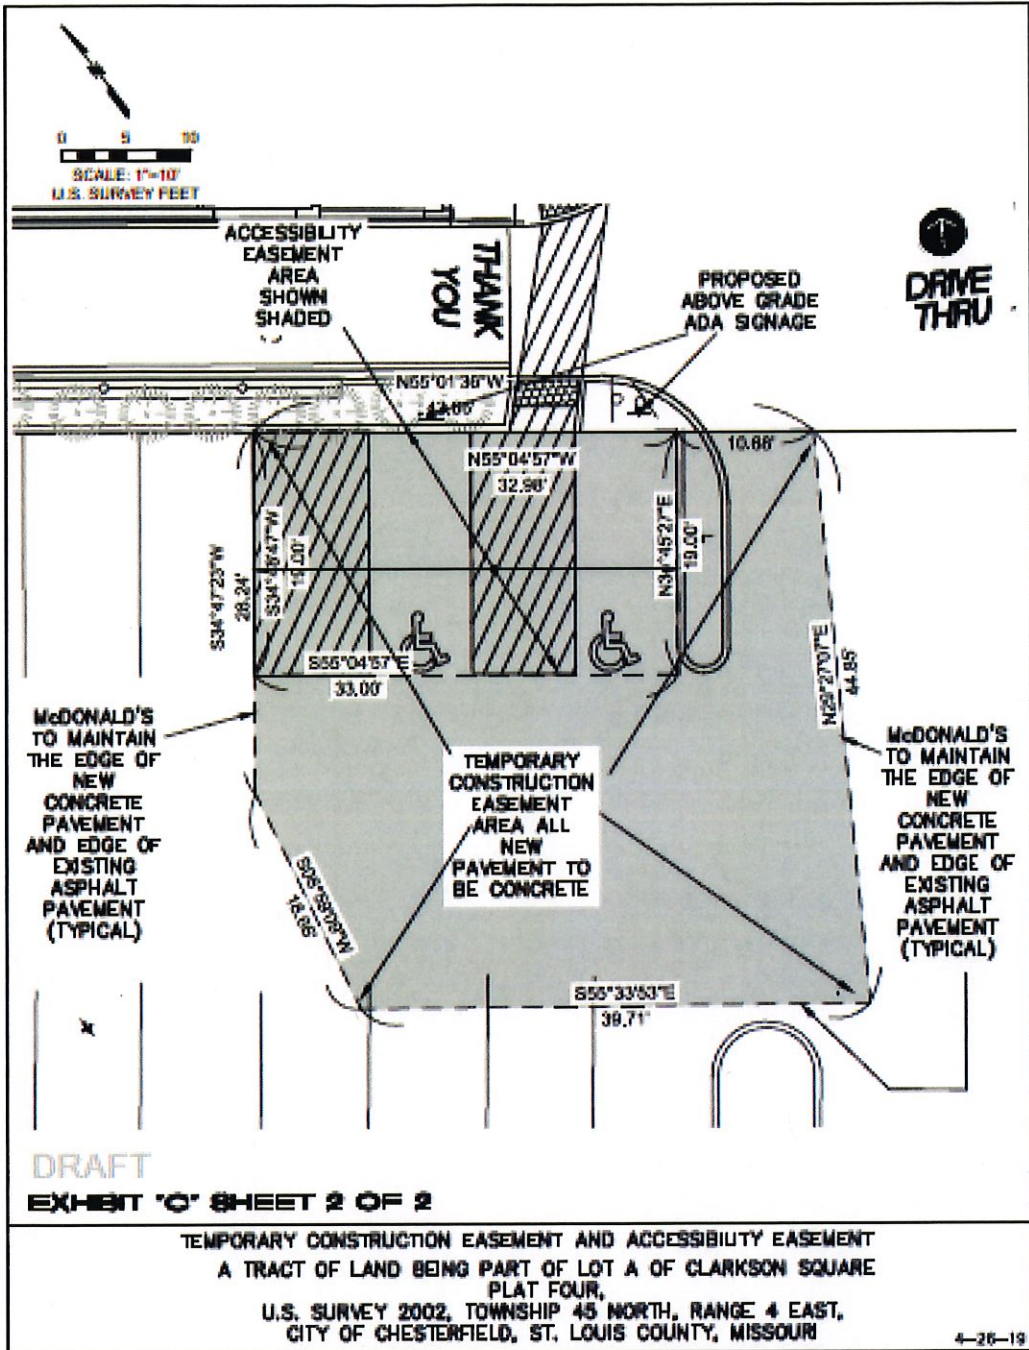 0 5 10
SCALE: 1"=10'
U.S. SURVEY FEET
ACCESSIBILITY
EASEMENT
AREA
SHOWN
SHADED
THANK
YOU
PROPOSED
ABOVE GRADE
ADA SIGNAGE
DRIVE
THRU
N55°01'36"W
10.68'
N55°04'57"W
32.98'
S34°47'23"W
28.24'
19.00'
19.00'
S55°04'57"E
33.00'
N29°27'07"E
44.85'
McDONALD'S
TO MAINTAIN
THE EDGE OF
NEW
CONCRETE
PAVEMENT
AND EDGE OF
EXISTING
ASPHALT
PAVEMENT
(TYPICAL)
TEMPORARY
CONSTRUCTION
EASEMENT
AREA ALL
NEW
PAVEMENT TO
BE CONCRETE
McDONALD'S
TO MAINTAIN
THE EDGE OF
NEW
CONCRETE
PAVEMENT
AND EDGE OF
EXISTING
ASPHALT
PAVEMENT
(TYPICAL)
S55°33'53"E
39.71'
DRAFT
EXHIBIT "C" SHEET 2 OF 2
TEMPORARY CONSTRUCTION EASEMENT AND ACCESSIBILITY EASEMENT
A TRACT OF LAND BEING PART OF LOT A OF CLARKSON SQUARE
PLAT FOUR,
U.S. SURVEY 2002, TOWNSHIP 45 NORTH, RANGE 4 EAST,
CITY OF CHESTERFIELD, ST. LOUIS COUNTY, MISSOURI
4-26-19